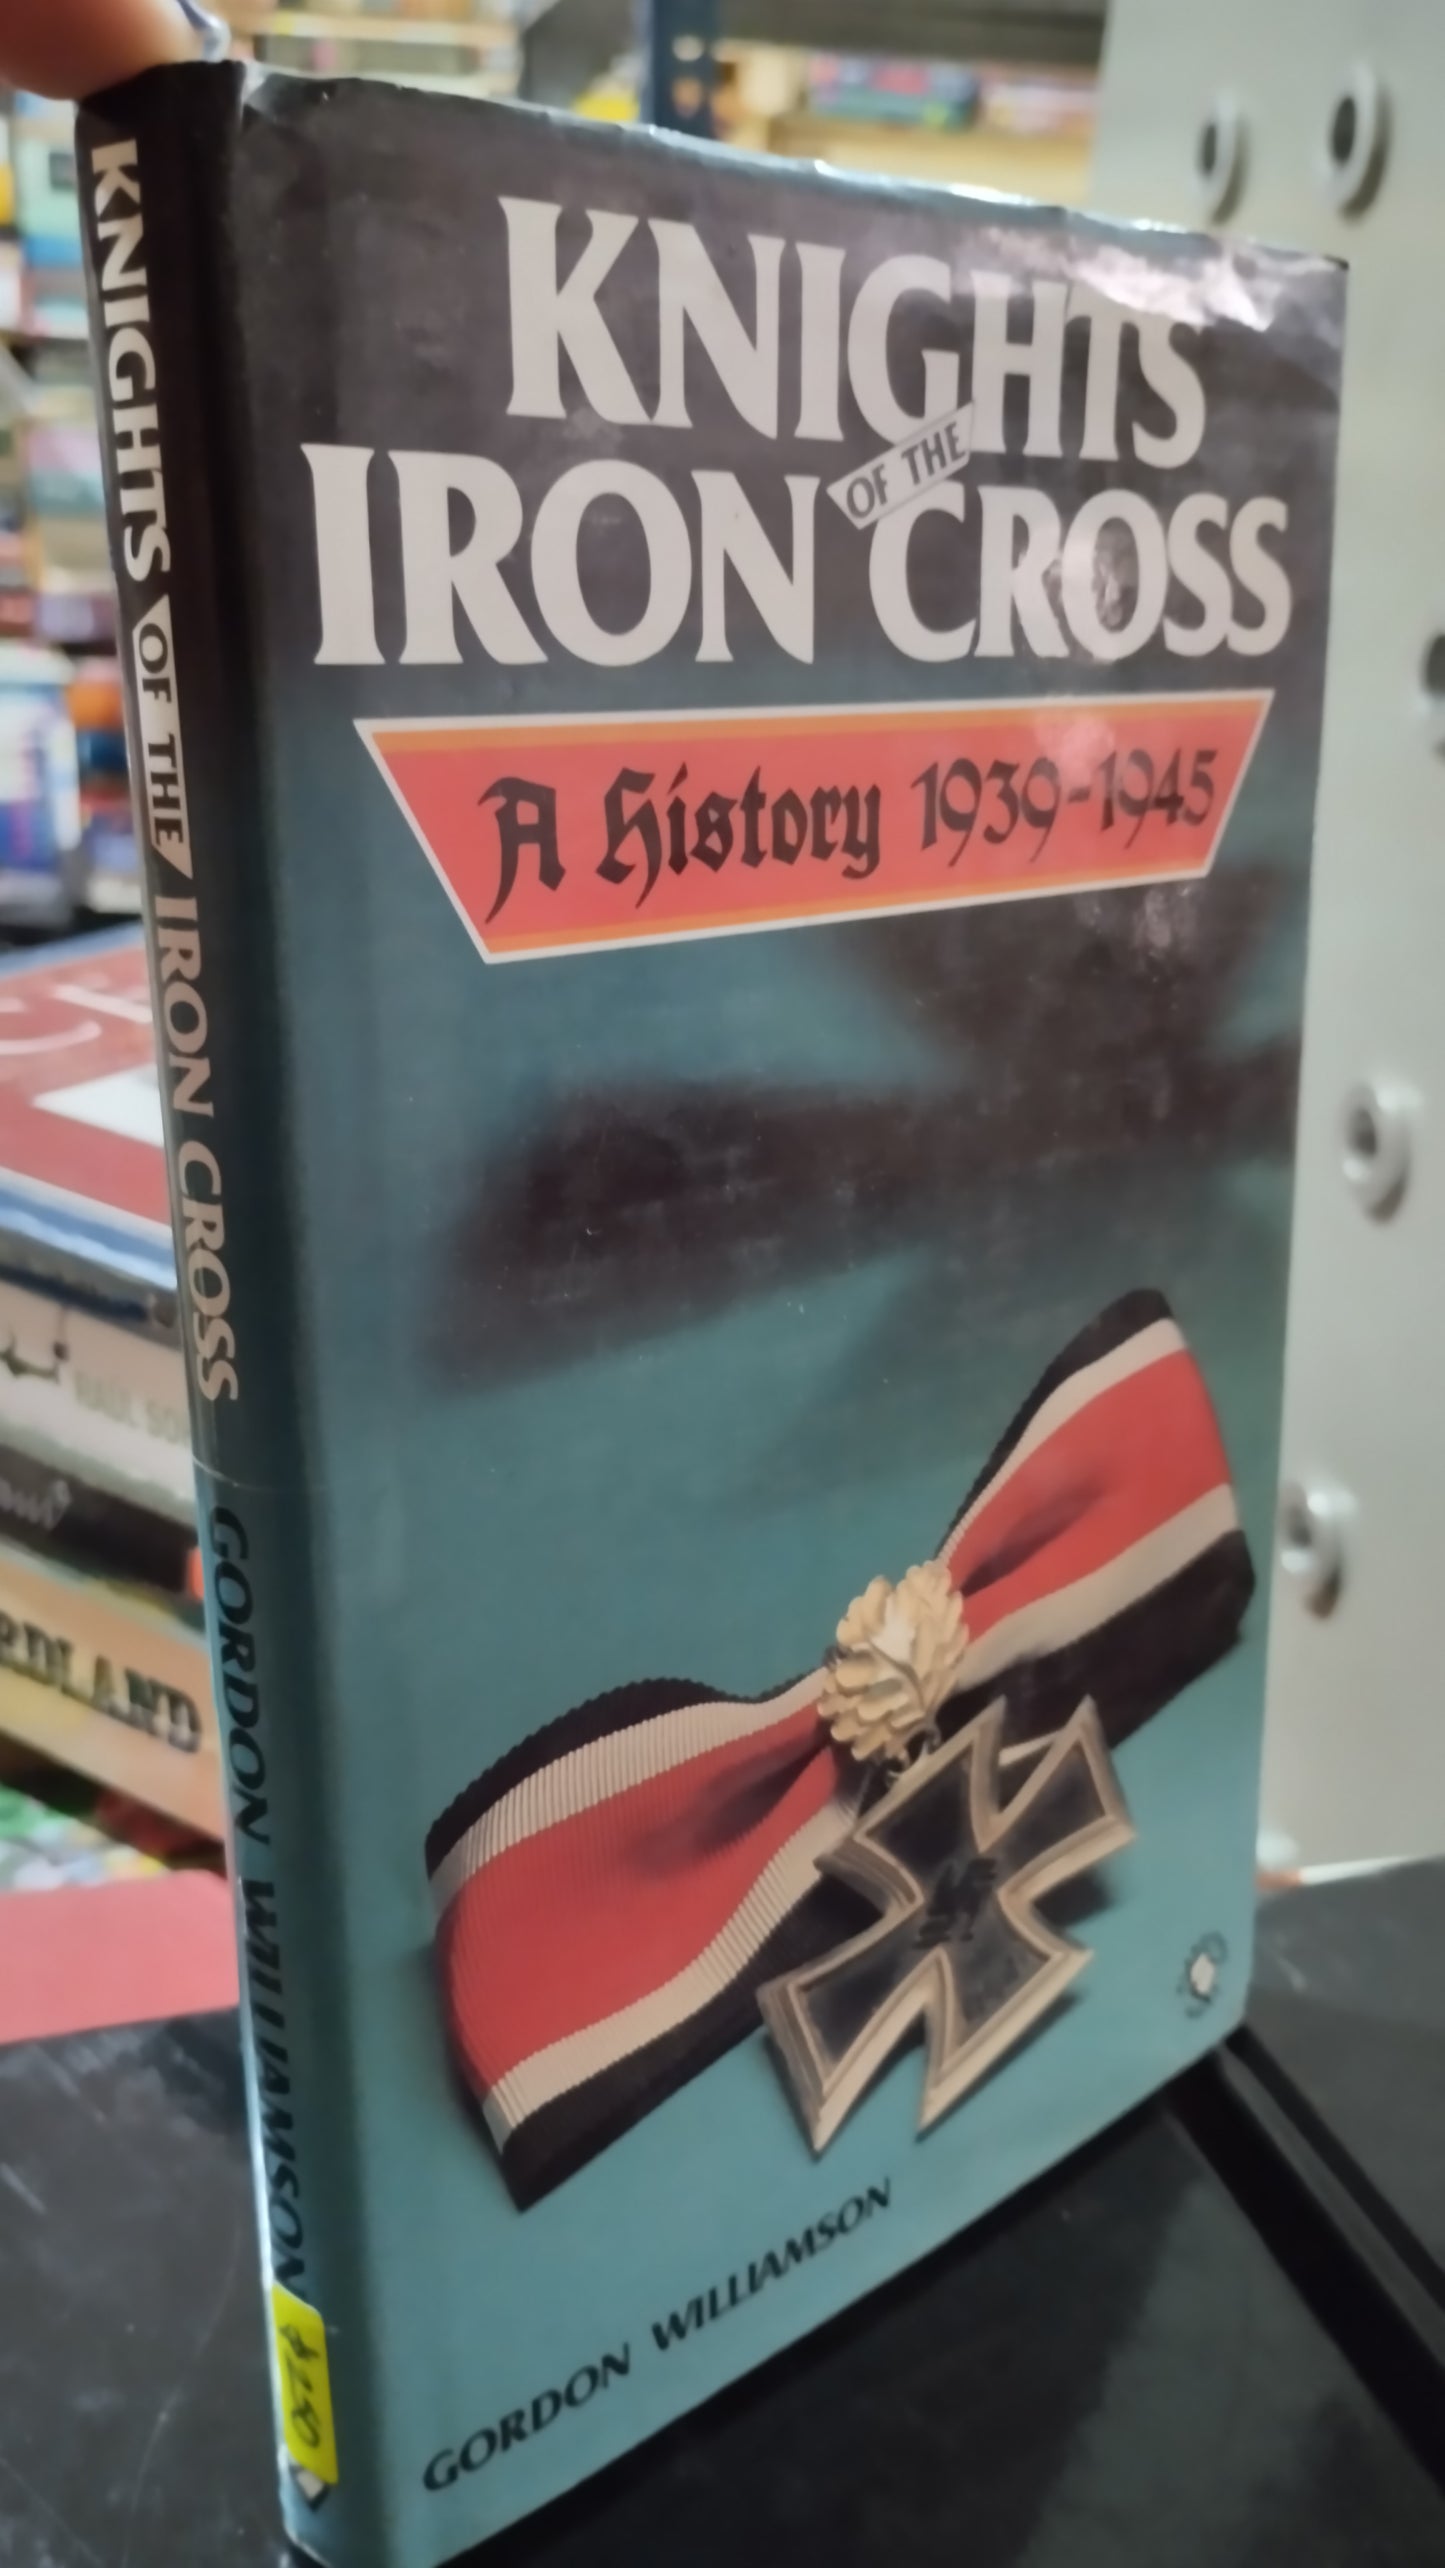 KNIGHTS
OF THE
IRON CROSS
A History 1939-1945
GORDON WILLIAMSON
KNIGHTS OF THE IRON CROSS
GORDON WILLIAMSON